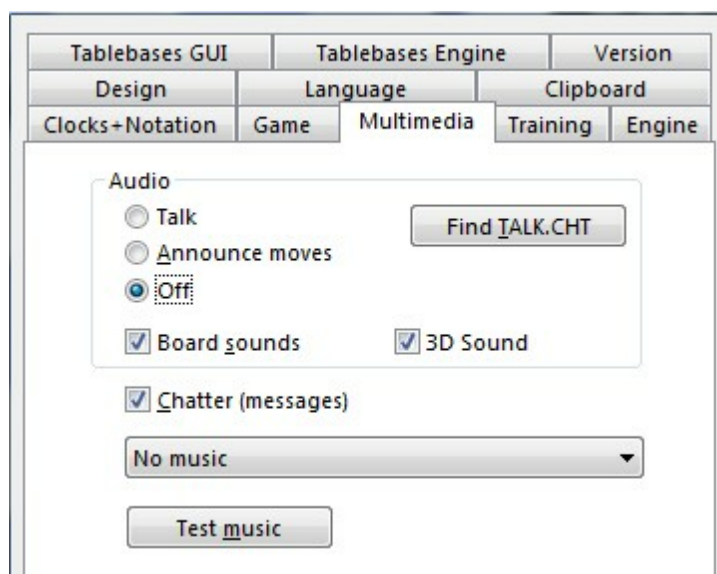 Tablebases GUI Tablebases Engine Version
Design Language Clipboard
Clocks+Notation Game Multimedia Training Engine
Audio
Talk Find TALK.CHT
Announce moves
Off
Board sounds 3D Sound
Chatter (messages)
No music
Test music